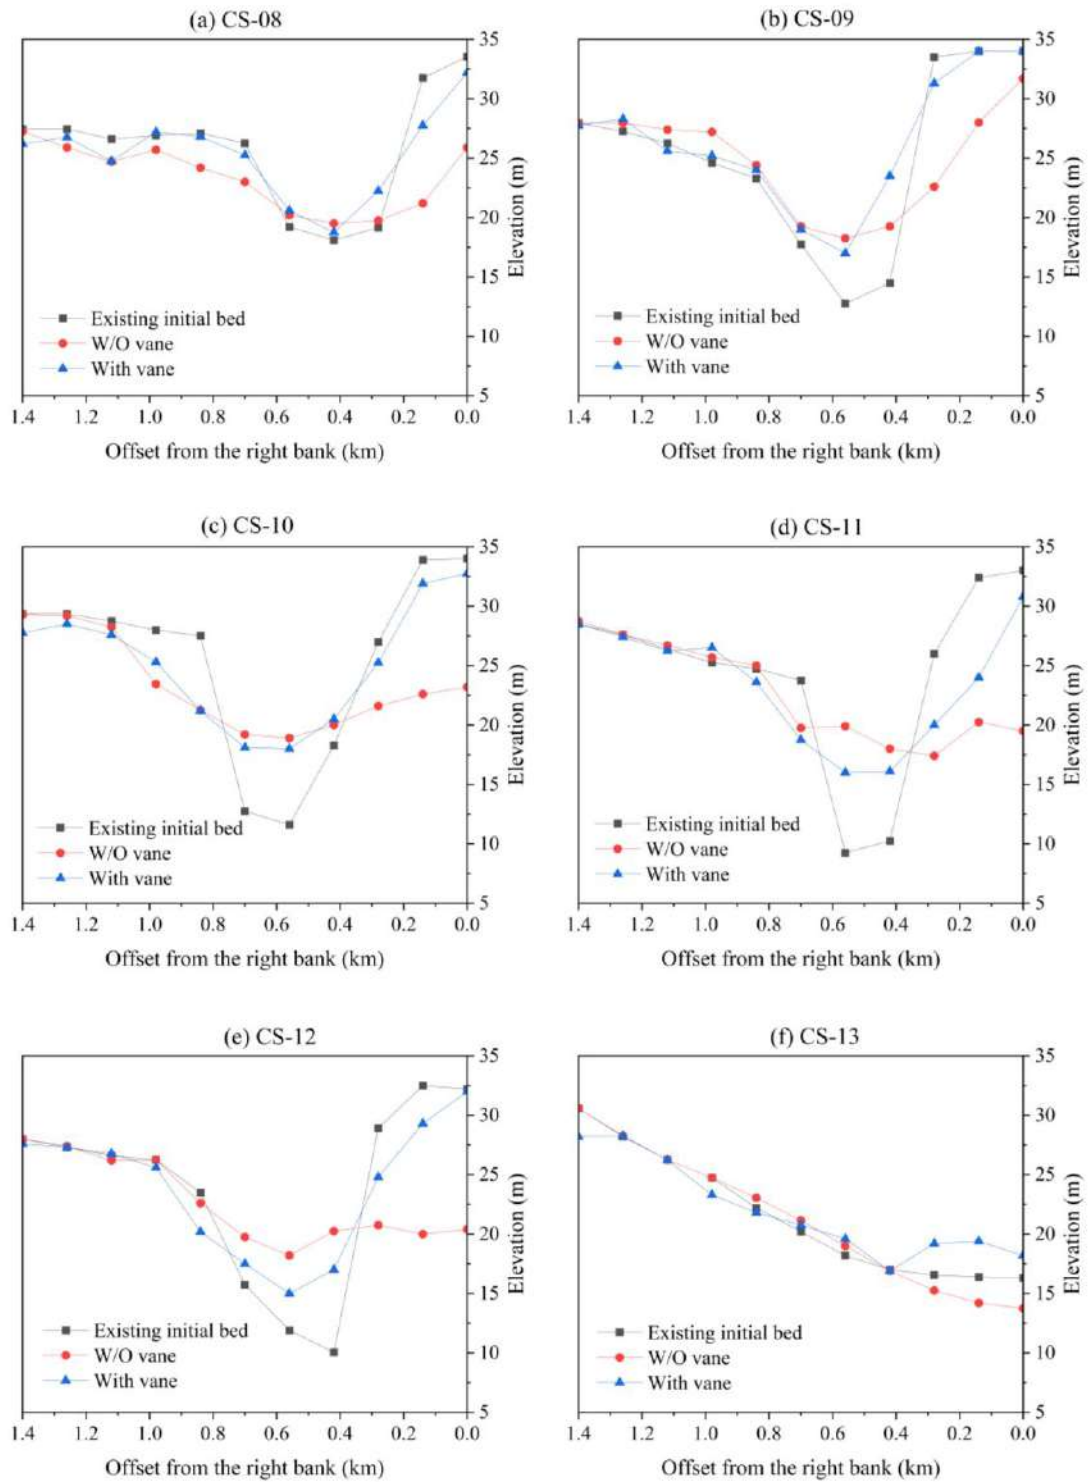 (a) CS-08
35
30
25
20
15
10
5
Elevation (m)
Existing initial bed
W/O vane
With vane
1.4 1.2 1.0 0.8 0.6 0.4 0.2 0.0
Offset from the right bank (km)
(b) CS-09
35
30
25
20
15
10
5
Elevation (m)
Existing initial bed
W/O vane
With vane
1.4 1.2 1.0 0.8 0.6 0.4 0.2 0.0
Offset from the right bank (km)
(c) CS-10
35
30
25
20
15
10
5
Elevation (m)
Existing initial bed
W/O vane
With vane
1.4 1.2 1.0 0.8 0.6 0.4 0.2 0.0
Offset from the right bank (km)
(d) CS-11
35
30
25
20
15
10
5
Elevation (m)
Existing initial bed
W/O vane
With vane
1.4 1.2 1.0 0.8 0.6 0.4 0.2 0.0
Offset from the right bank (km)
(e) CS-12
35
30
25
20
15
10
5
Elevation (m)
Existing initial bed
W/O vane
With vane
1.4 1.2 1.0 0.8 0.6 0.4 0.2 0.0
Offset from the right bank (km)
(f) CS-13
35
30
25
20
15
10
5
Elevation (m)
Existing initial bed
W/O vane
With vane
1.4 1.2 1.0 0.8 0.6 0.4 0.2 0.0
Offset from the right bank (km)